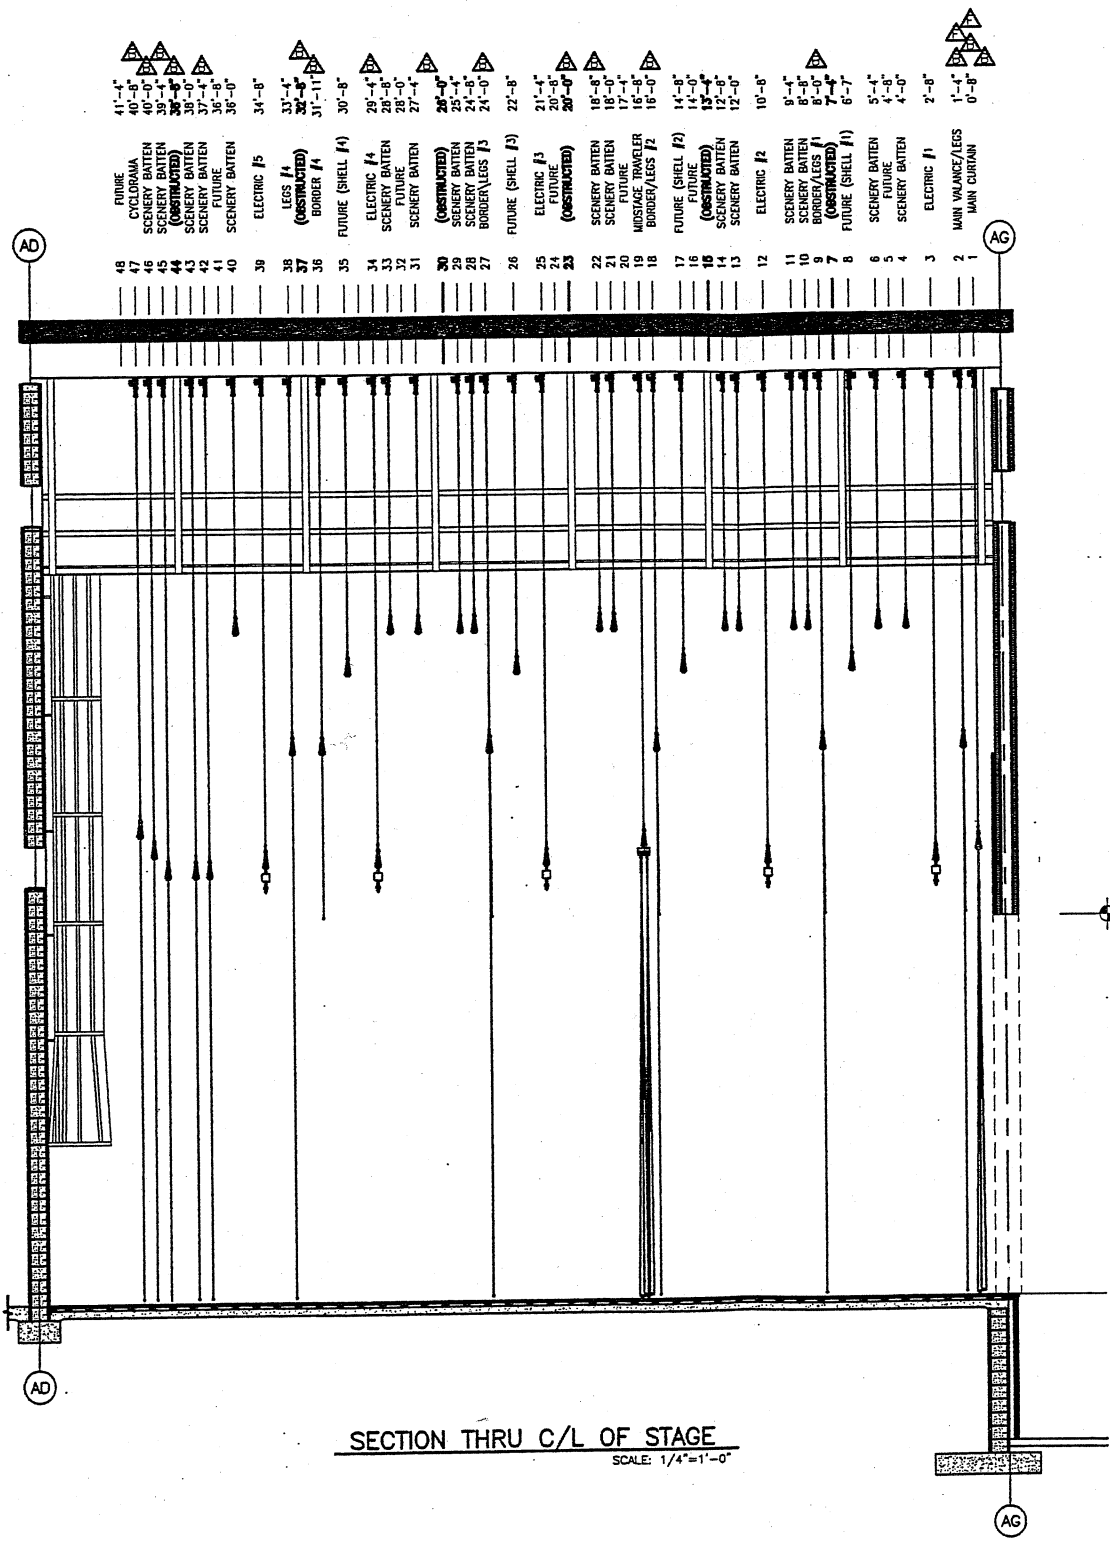 48 FUTURE 41'-4"
47 CYCLORAMA 40'-8"
46 SCENERY BATTEN 40'-0"
45 SCENERY BATTEN 39'-4"
44 (OBSTRUCTED) 38'-8"
43 SCENERY BATTEN 38'-0"
42 SCENERY BATTEN 37'-4"
41 FUTURE 36'-8"
40 SCENERY BATTEN 36'-0"
39 ELECTRIC #5 34'-8"
38 LEGS #4 33'-4"
37 (OBSTRUCTED) 32'-8"
36 BORDER #4 31'-11"
35 FUTURE (SHELL #4) 30'-8"
34 ELECTRIC #4 29'-4"
33 SCENERY BATTEN 28'-8"
32 FUTURE 28'-0"
31 SCENERY BATTEN 27'-4"
30 (OBSTRUCTED) 26'-0"
29 SCENERY BATTEN 25'-4"
28 SCENERY BATTEN 24'-8"
27 BORDER\LEGS #3 24'-0"
26 FUTURE (SHELL #3) 22'-8"
25 ELECTRIC #3 21'-4"
24 FUTURE 20'-8"
23 (OBSTRUCTED) 20'-0"
22 SCENERY BATTEN 18'-8"
21 SCENERY BATTEN 18'-0"
20 FUTURE 17'-4"
19 MIDSTAGE TRAVELER 16'-8"
18 BORDER/LEGS #2 16'-0"
17 FUTURE (SHELL #2) 14'-8"
16 FUTURE 14'-0"
15 (OBSTRUCTED) 13'-4"
14 SCENERY BATTEN 12'-8"
13 SCENERY BATTEN 12'-0"
12 ELECTRIC #2 10'-8"
11 SCENERY BATTEN 9'-4"
10 SCENERY BATTEN 8'-8"
9 BORDER/LEGS #1 8'-0"
7 (OBSTRUCTED) 7'-4"
8 FUTURE (SHELL #1) 6'-7"
6 SCENERY BATTEN 5'-4"
5 FUTURE 4'-8"
4 SCENERY BATTEN 4'-0"
3 ELECTRIC #1 2'-8"
2 MAIN VALANCE/LEGS 1'-4"
1 MAIN CURTAIN 0'-8"
AD
AG
AD
SECTION THRU C/L OF STAGE
SCALE: 1/4"=1'-0"
AG